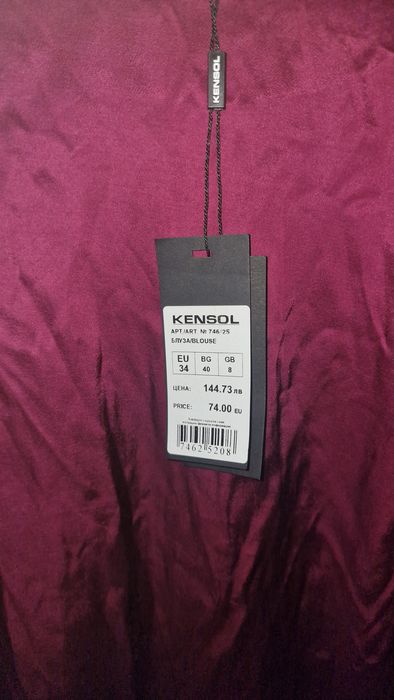 KENSOL
KENSOL
АРТ./ART. № 746/25
БЛУЗА/BLOUSE
EU BG GB
34 40 8
ЦЕНА: 144.73 лв
PRICE: 74.00 EU
7462 5208